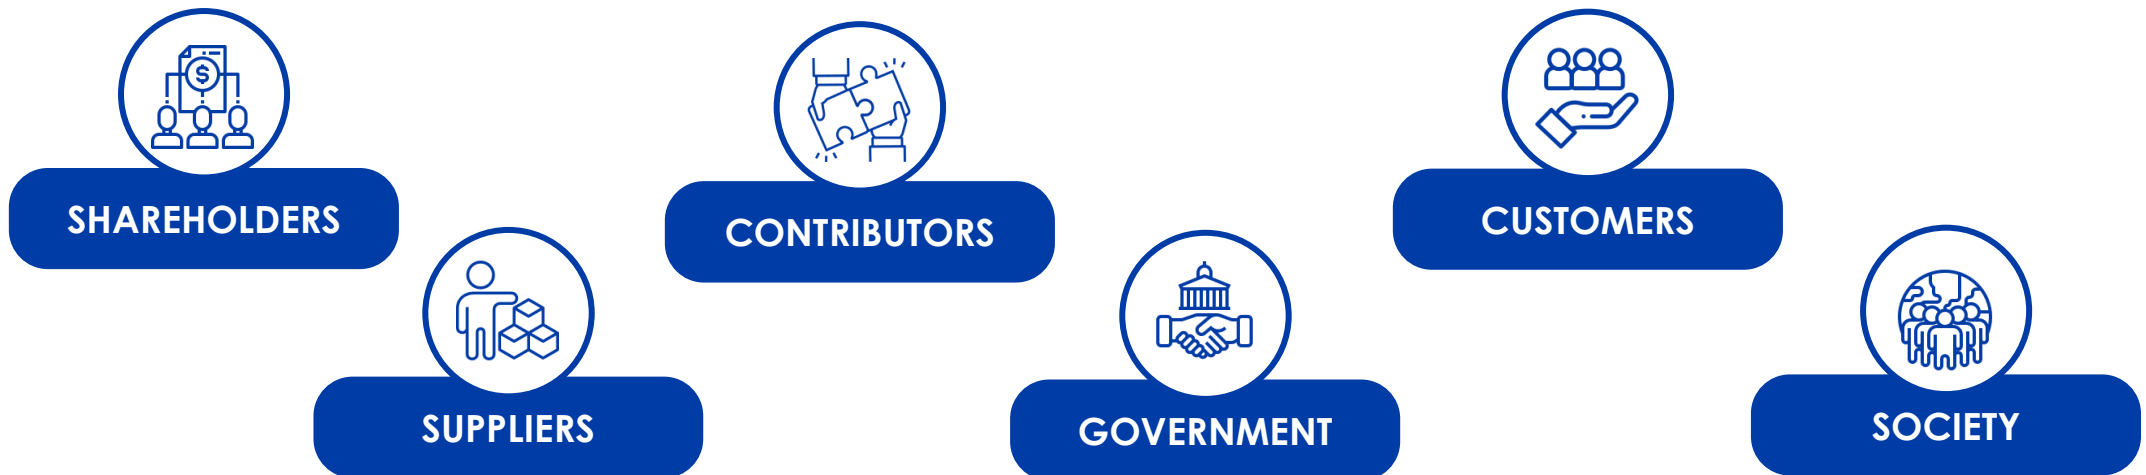 SHAREHOLDERS
SUPPLIERS
CONTRIBUTORS
GOVERNMENT
CUSTOMERS
SOCIETY